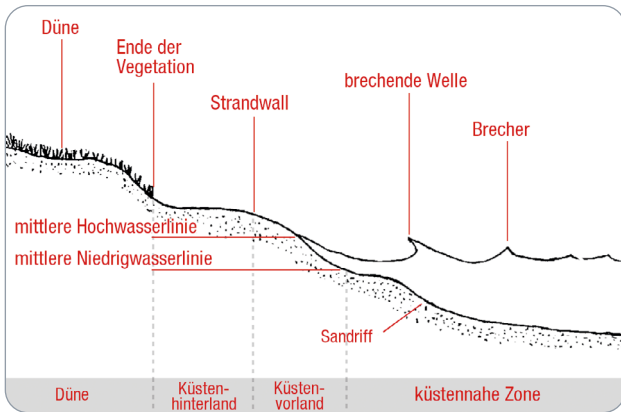 Düne
Ende der
Vegetation
Strandwall
brechende Welle
Brecher
mittlere Hochwasserlinie
mittlere Niedrigwasserlinie
Sandriff
Düne
Küsten-
hinterland
Küsten-
vorland
küstennahe Zone